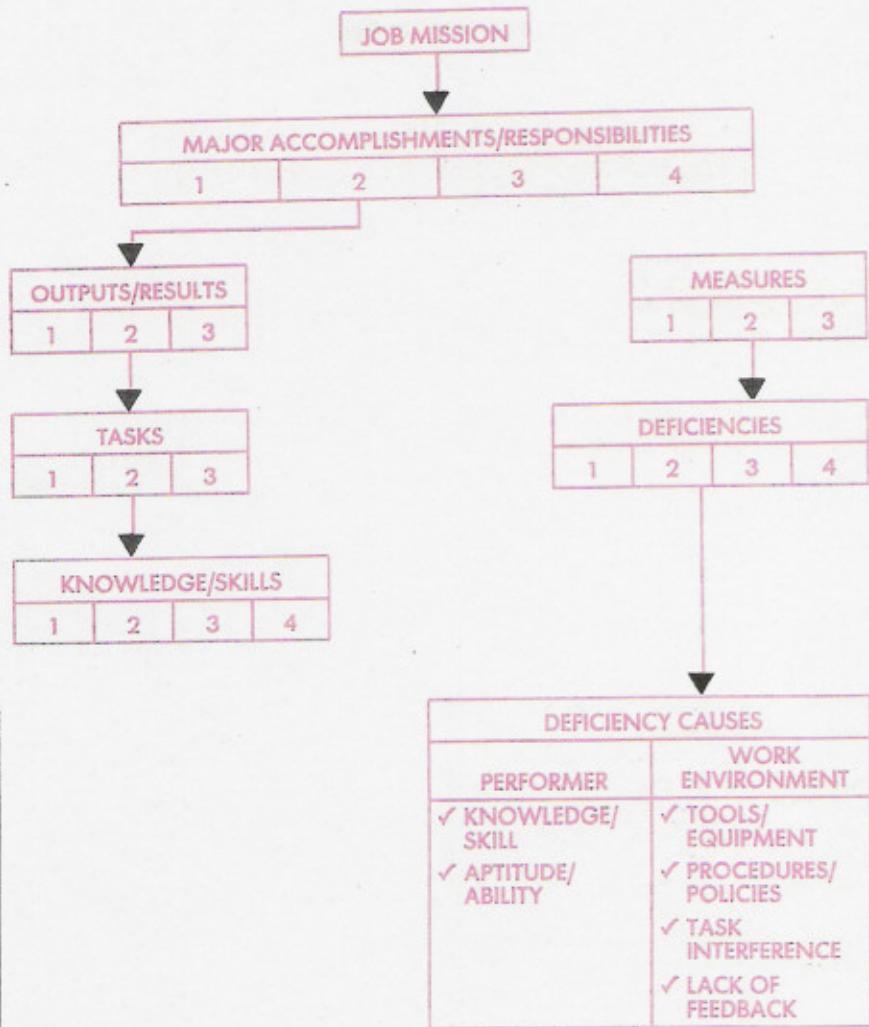 JOB MISSION
MAJOR ACCOMPLISHMENTS/RESPONSIBILITIES
1 2 3 4
OUTPUTS/RESULTS
1 2 3
TASKS
1 2 3
KNOWLEDGE/SKILLS
1 2 3 4
MEASURES
1 2 3
DEFICIENCIES
1 2 3 4
DEFICIENCY CAUSES
PERFORMER
✓ KNOWLEDGE/
SKILL
✓ APTITUDE/
ABILITY
WORK
ENVIRONMENT
✓ TOOLS/
EQUIPMENT
✓ PROCEDURES/
POLICIES
✓ TASK
INTERFERENCE
✓ LACK OF
FEEDBACK